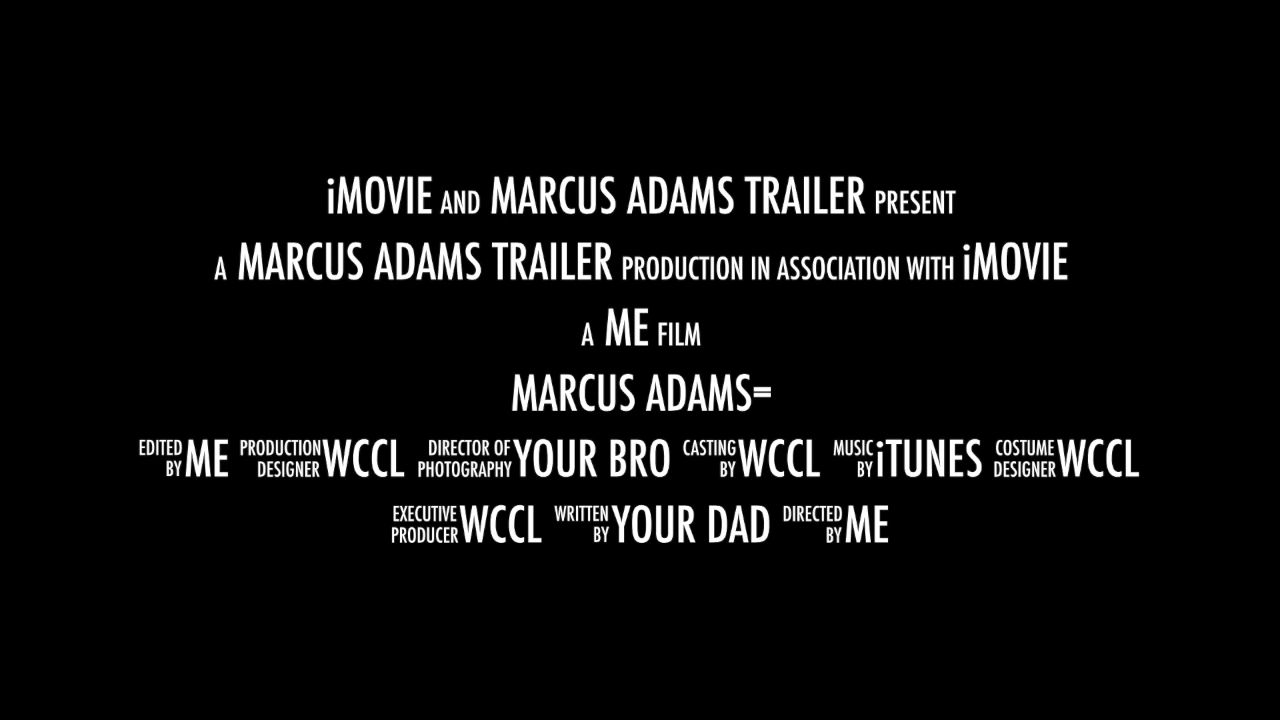 iMOVIE AND MARCUS ADAMS TRAILER PRESENT
A MARCUS ADAMS TRAILER PRODUCTION IN ASSOCIATION WITH iMOVIE
A ME FILM
MARCUS ADAMS=
EDITED BY ME PRODUCTION DESIGNER WCCL DIRECTOR OF PHOTOGRAPHY YOUR BRO CASTING BY WCCL MUSIC BY iTUNES COSTUME DESIGNER WCCL
EXECUTIVE PRODUCER WCCL WRITTEN BY YOUR DAD DIRECTED BY ME